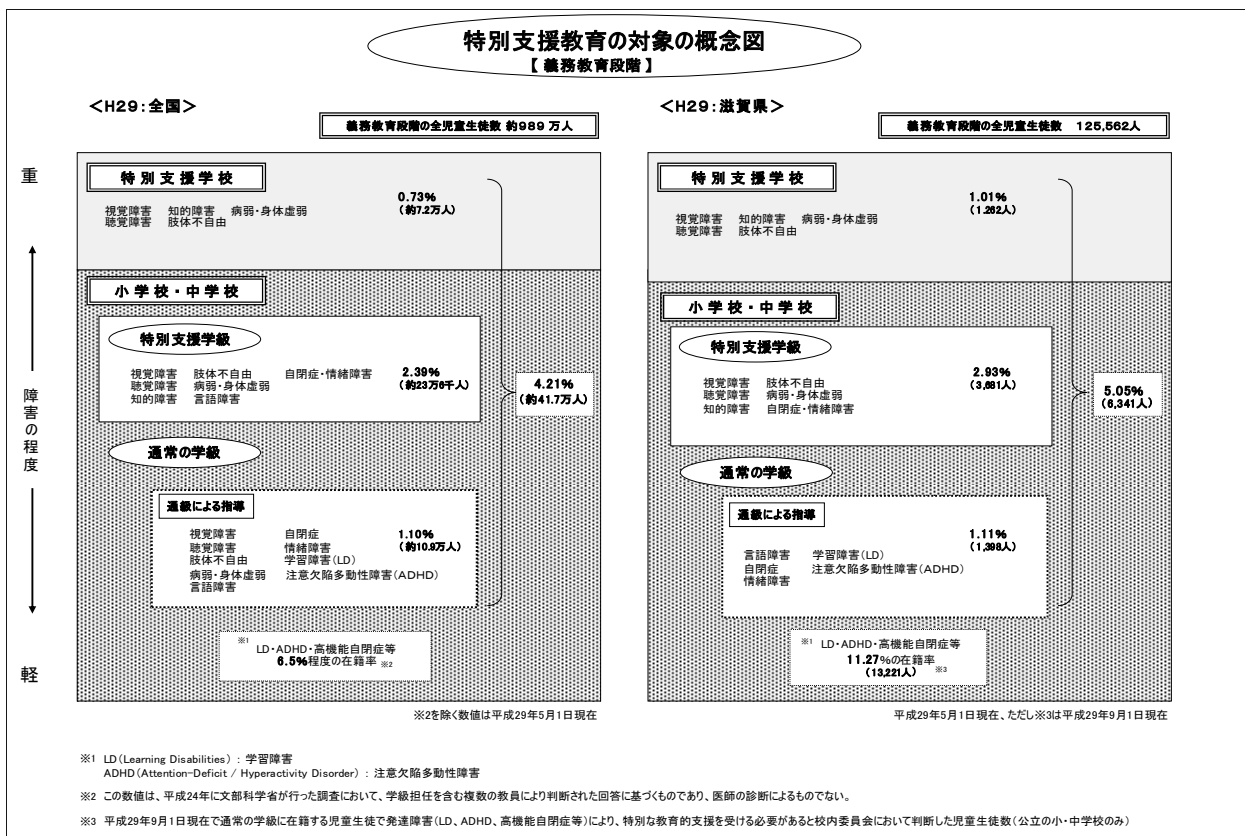 特別支援教育の対象の概念図
【 義務教育段階 】
＜H29：全国＞
義務教育段階の全児童生徒数 約989 万人
重
障害の程度
軽
特別支援学校
0.73%
（約7.2万人）
視覚障害 知的障害 病弱・身体虚弱
聴覚障害 肢体不自由
小学校・中学校
特別支援学級
2.39%
（約23万6千人）
視覚障害 肢体不自由 自閉症・情緒障害
聴覚障害 病弱・身体虚弱
知的障害 言語障害
4.21%
（約41.7万人）
通常の学級
通級による指導
視覚障害 自閉症 1.10%
聴覚障害 情緒障害 （約10.9万人）
肢体不自由 学習障害（LD）
病弱・身体虚弱 注意欠陥多動性障害（ADHD）
言語障害
※1 LD・ADHD・高機能自閉症等
6.5%程度の在籍率 ※2
※2を除く数値は平成29年5月1日現在
＜H29：滋賀県＞
義務教育段階の全児童生徒数 125,562人
特別支援学校
1.01%
（1,262人）
視覚障害 知的障害 病弱・身体虚弱
聴覚障害 肢体不自由
小学校・中学校
特別支援学級
2.93%
（3,681人）
視覚障害 肢体不自由
聴覚障害 病弱・身体虚弱
知的障害 自閉症・情緒障害
5.05%
（6,341人）
通常の学級
通級による指導
1.11%
（1,398人）
言語障害 学習障害（LD）
自閉症 注意欠陥多動性障害（ADHD）
情緒障害
※1 LD・ADHD・高機能自閉症等
11.27%の在籍率
（13,221人） ※3
平成29年5月1日現在、ただし※3は平成29年9月1日現在
※1 LD（Learning Disabilities）：学習障害
ADHD（Attention-Deficit / Hyperactivity Disorder）：注意欠陥多動性障害
※2 この数値は、平成24年に文部科学省が行った調査において、学級担任を含む複数の教員により判断された回答に基づくものであり、医師の診断によるものでない。
※3 平成29年9月1日現在で通常の学級に在籍する児童生徒で発達障害（LD、ADHD、高機能自閉症等）により、特別な教育的支援を受ける必要があると校内委員会において判断した児童生徒数（公立の小・中学校のみ）